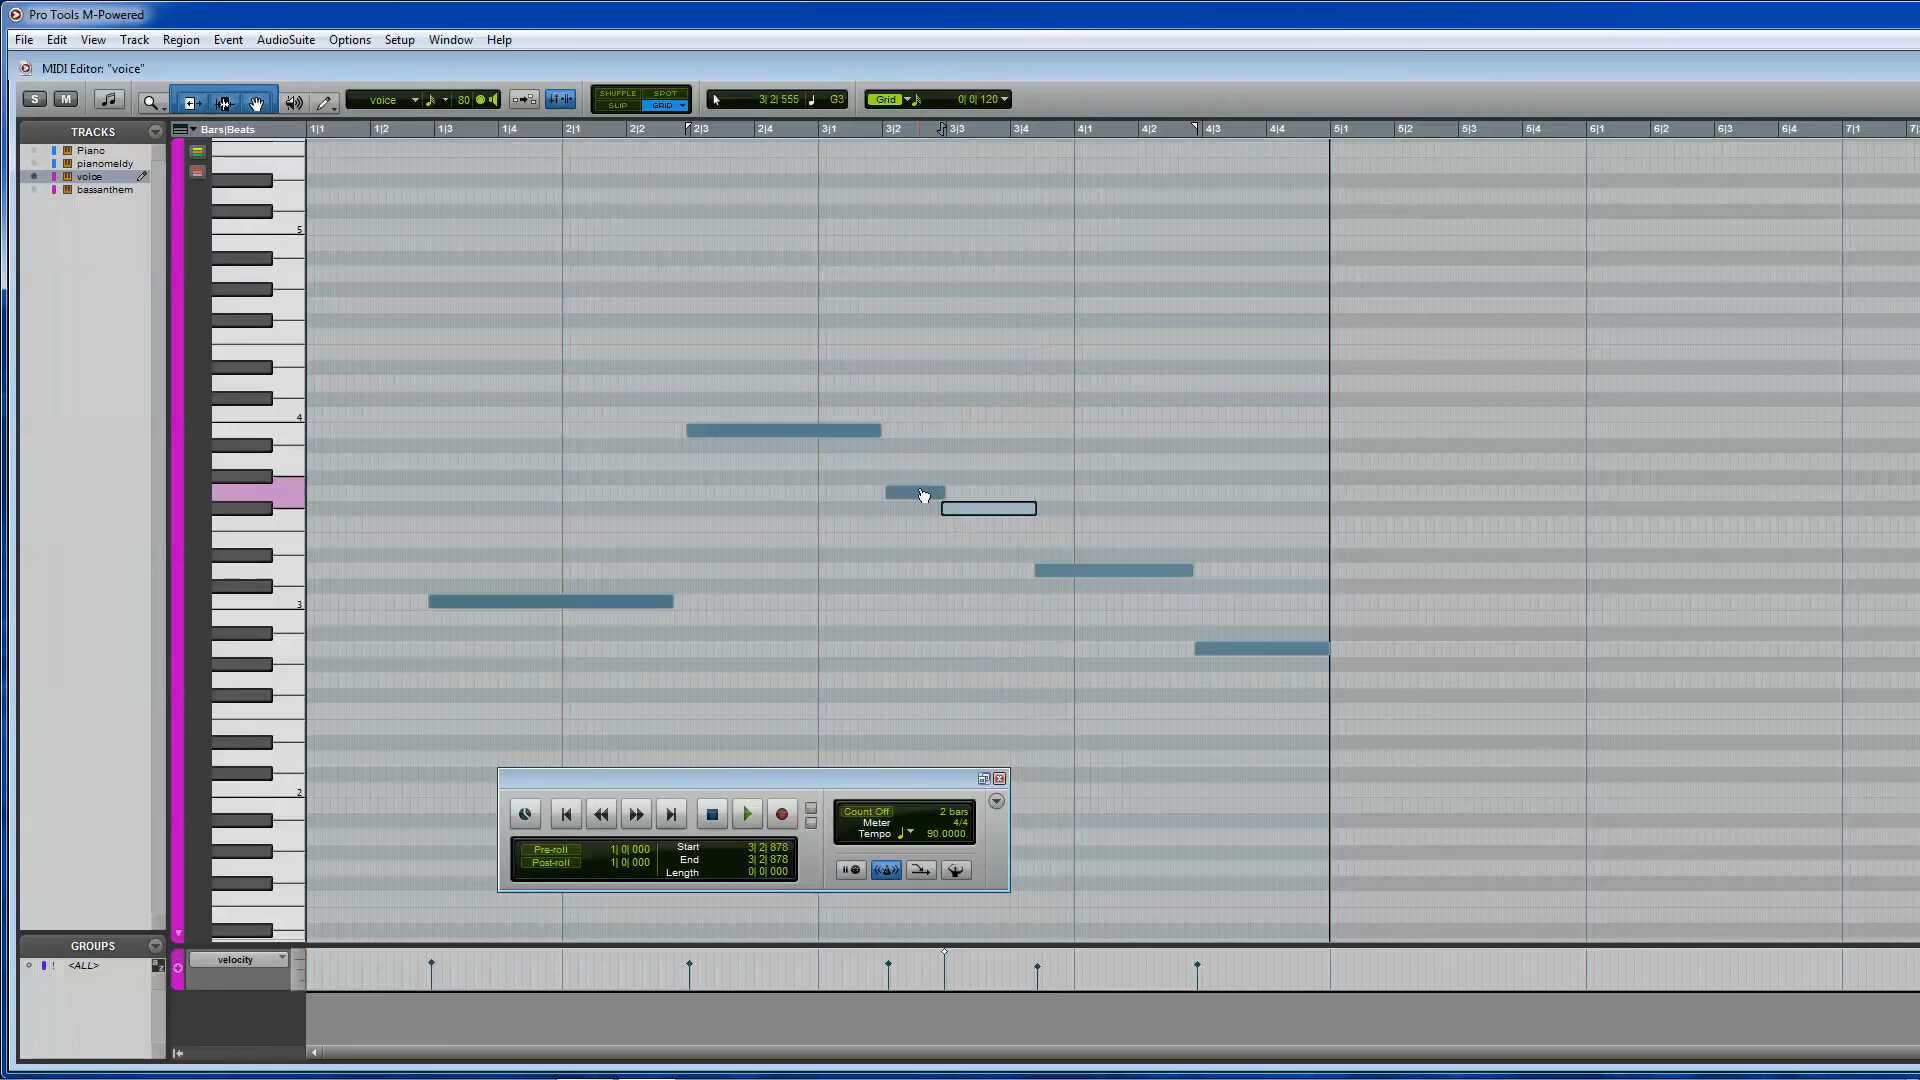 Pro Tools M-Powered
File Edit View Track Region Event AudioSuite Options Setup Window Help
MIDI Editor: "voice"
S M voice 80 SHUFFLE SPOT 3| 2| 555 G3 Grid 0| 0| 120
SLIP GRID
TRACKS Bars|Beats 1|1 1|2 1|3 1|4 2|1 2|2 2|3 2|4 3|1 3|2 3|3 3|4 4|1 4|2 4|3 4|4 5|1 5|2 5|3 5|4 6|1 6|2 6|3 6|4 7|1
Piano
pianomeldy
voice
bassanthem
5
4
3
2
Count Off 2 bars
Meter 4/4
Tempo 90.0000
Pre-roll 1| 0| 000 Start 3| 2| 878
Post-roll 1| 0| 000 End 3| 2| 878
Length 0| 0| 000
GROUPS
! <ALL> a z velocity